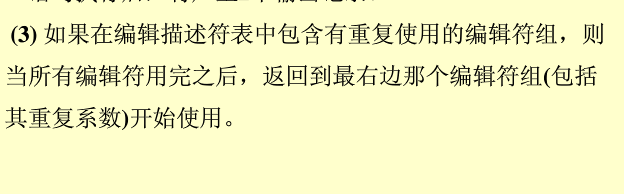 (3) 如果在编辑描述符表中包含有重复使用的编辑符组，则
当所有编辑符用完之后，返回到最右边那个编辑符组(包括
其重复系数)开始使用。